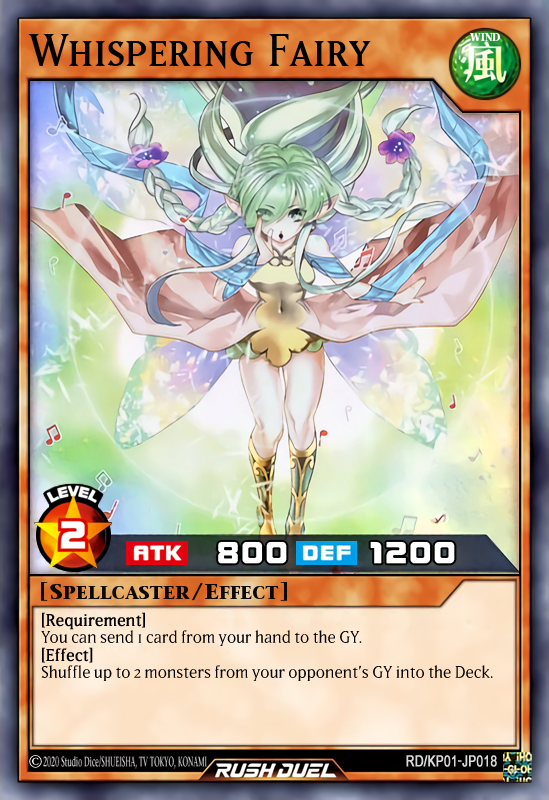 Whispering Fairy
WIND
瘋
LEVEL
2
ATK 800 DEF 1200
[Spellcaster/Effect]
[Requirement]
You can send 1 card from your hand to the GY.
[Effect]
Shuffle up to 2 monsters from your opponent's GY into the Deck.
©2020 Studio Dice/SHUEISHA, TV TOKYO, KONAMI
RUSH DUEL
RD/KP01-JP018